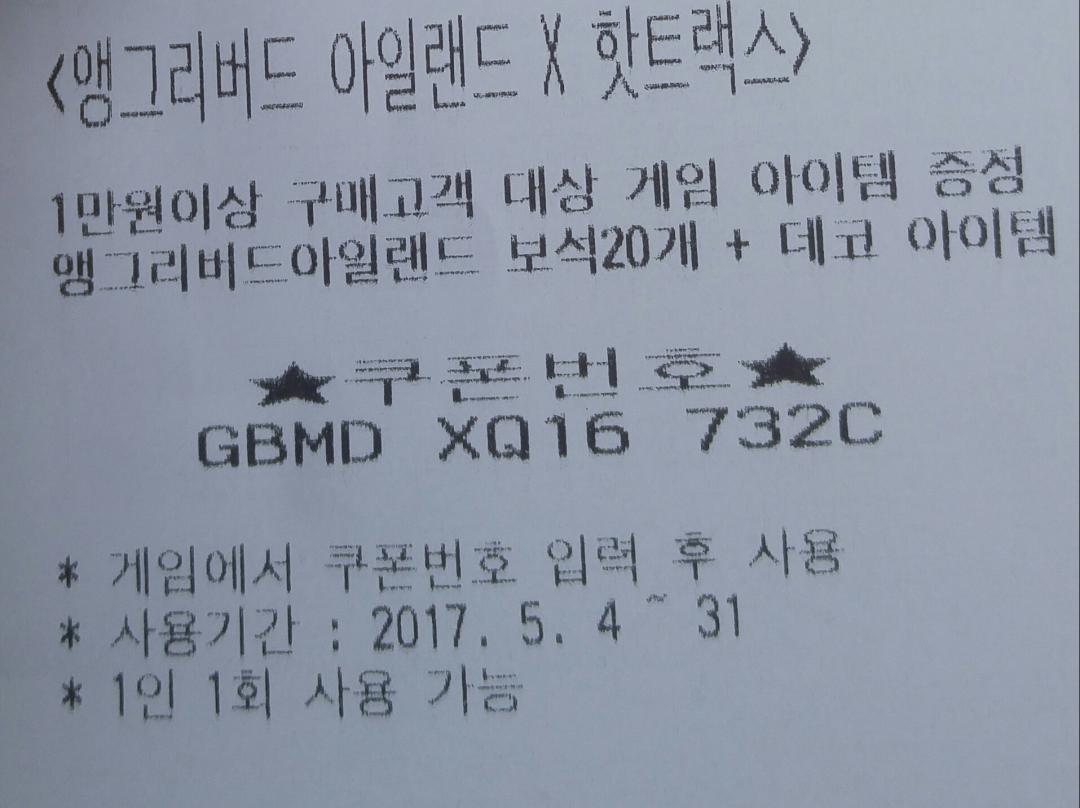 <앵그리버드 아일랜드 X 핫트랙스>
1만원이상 구매고객 대상 게임 아이템 증정
앵그리버드아일랜드 보석20개 + 데코 아이템
★쿠폰번호★
GBMD XQ16 732C
* 게임에서 쿠폰번호 입력 후 사용
* 사용기간 : 2017. 5. 4 ~ 31
* 1인 1회 사용 가능